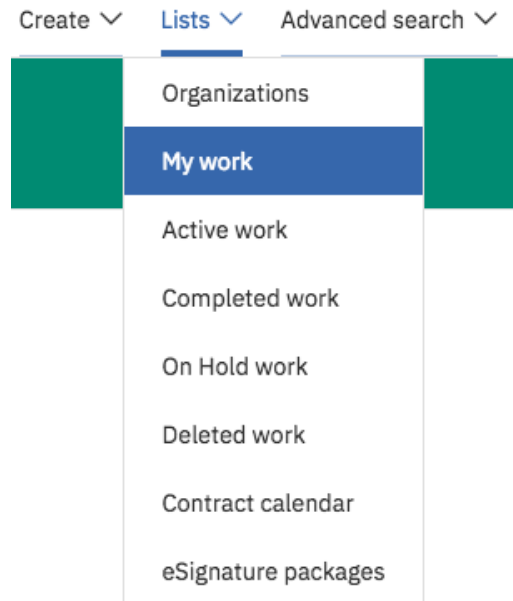 Create Lists Advanced search
Organizations
My work
Active work
Completed work
On Hold work
Deleted work
Contract calendar
eSignature packages